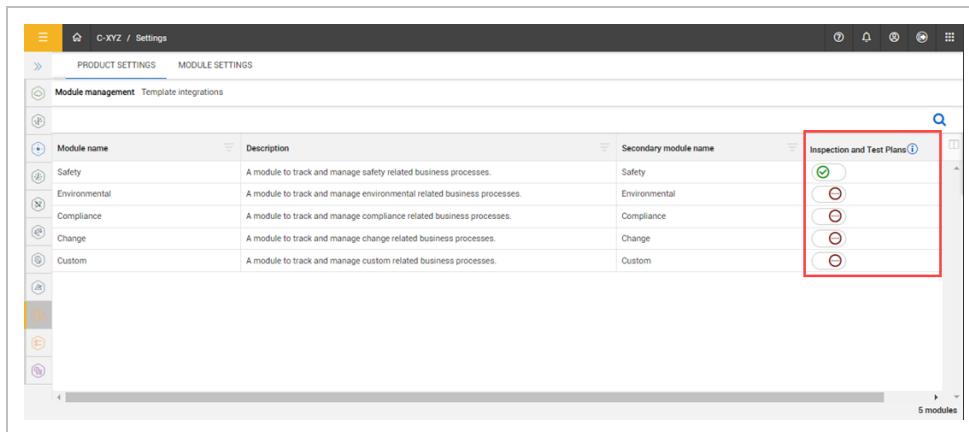 C-XYZ / Settings
PRODUCT SETTINGS MODULE SETTINGS
Module management Template integrations
Module name Description Secondary module name Inspection and Test Plans
Safety A module to track and manage safety related business processes. Safety
Environmental A module to track and manage environmental related business processes. Environmental
Compliance A module to track and manage compliance related business processes. Compliance
Change A module to track and manage change related business processes. Change
Custom A module to track and manage custom related business processes. Custom
5 modules